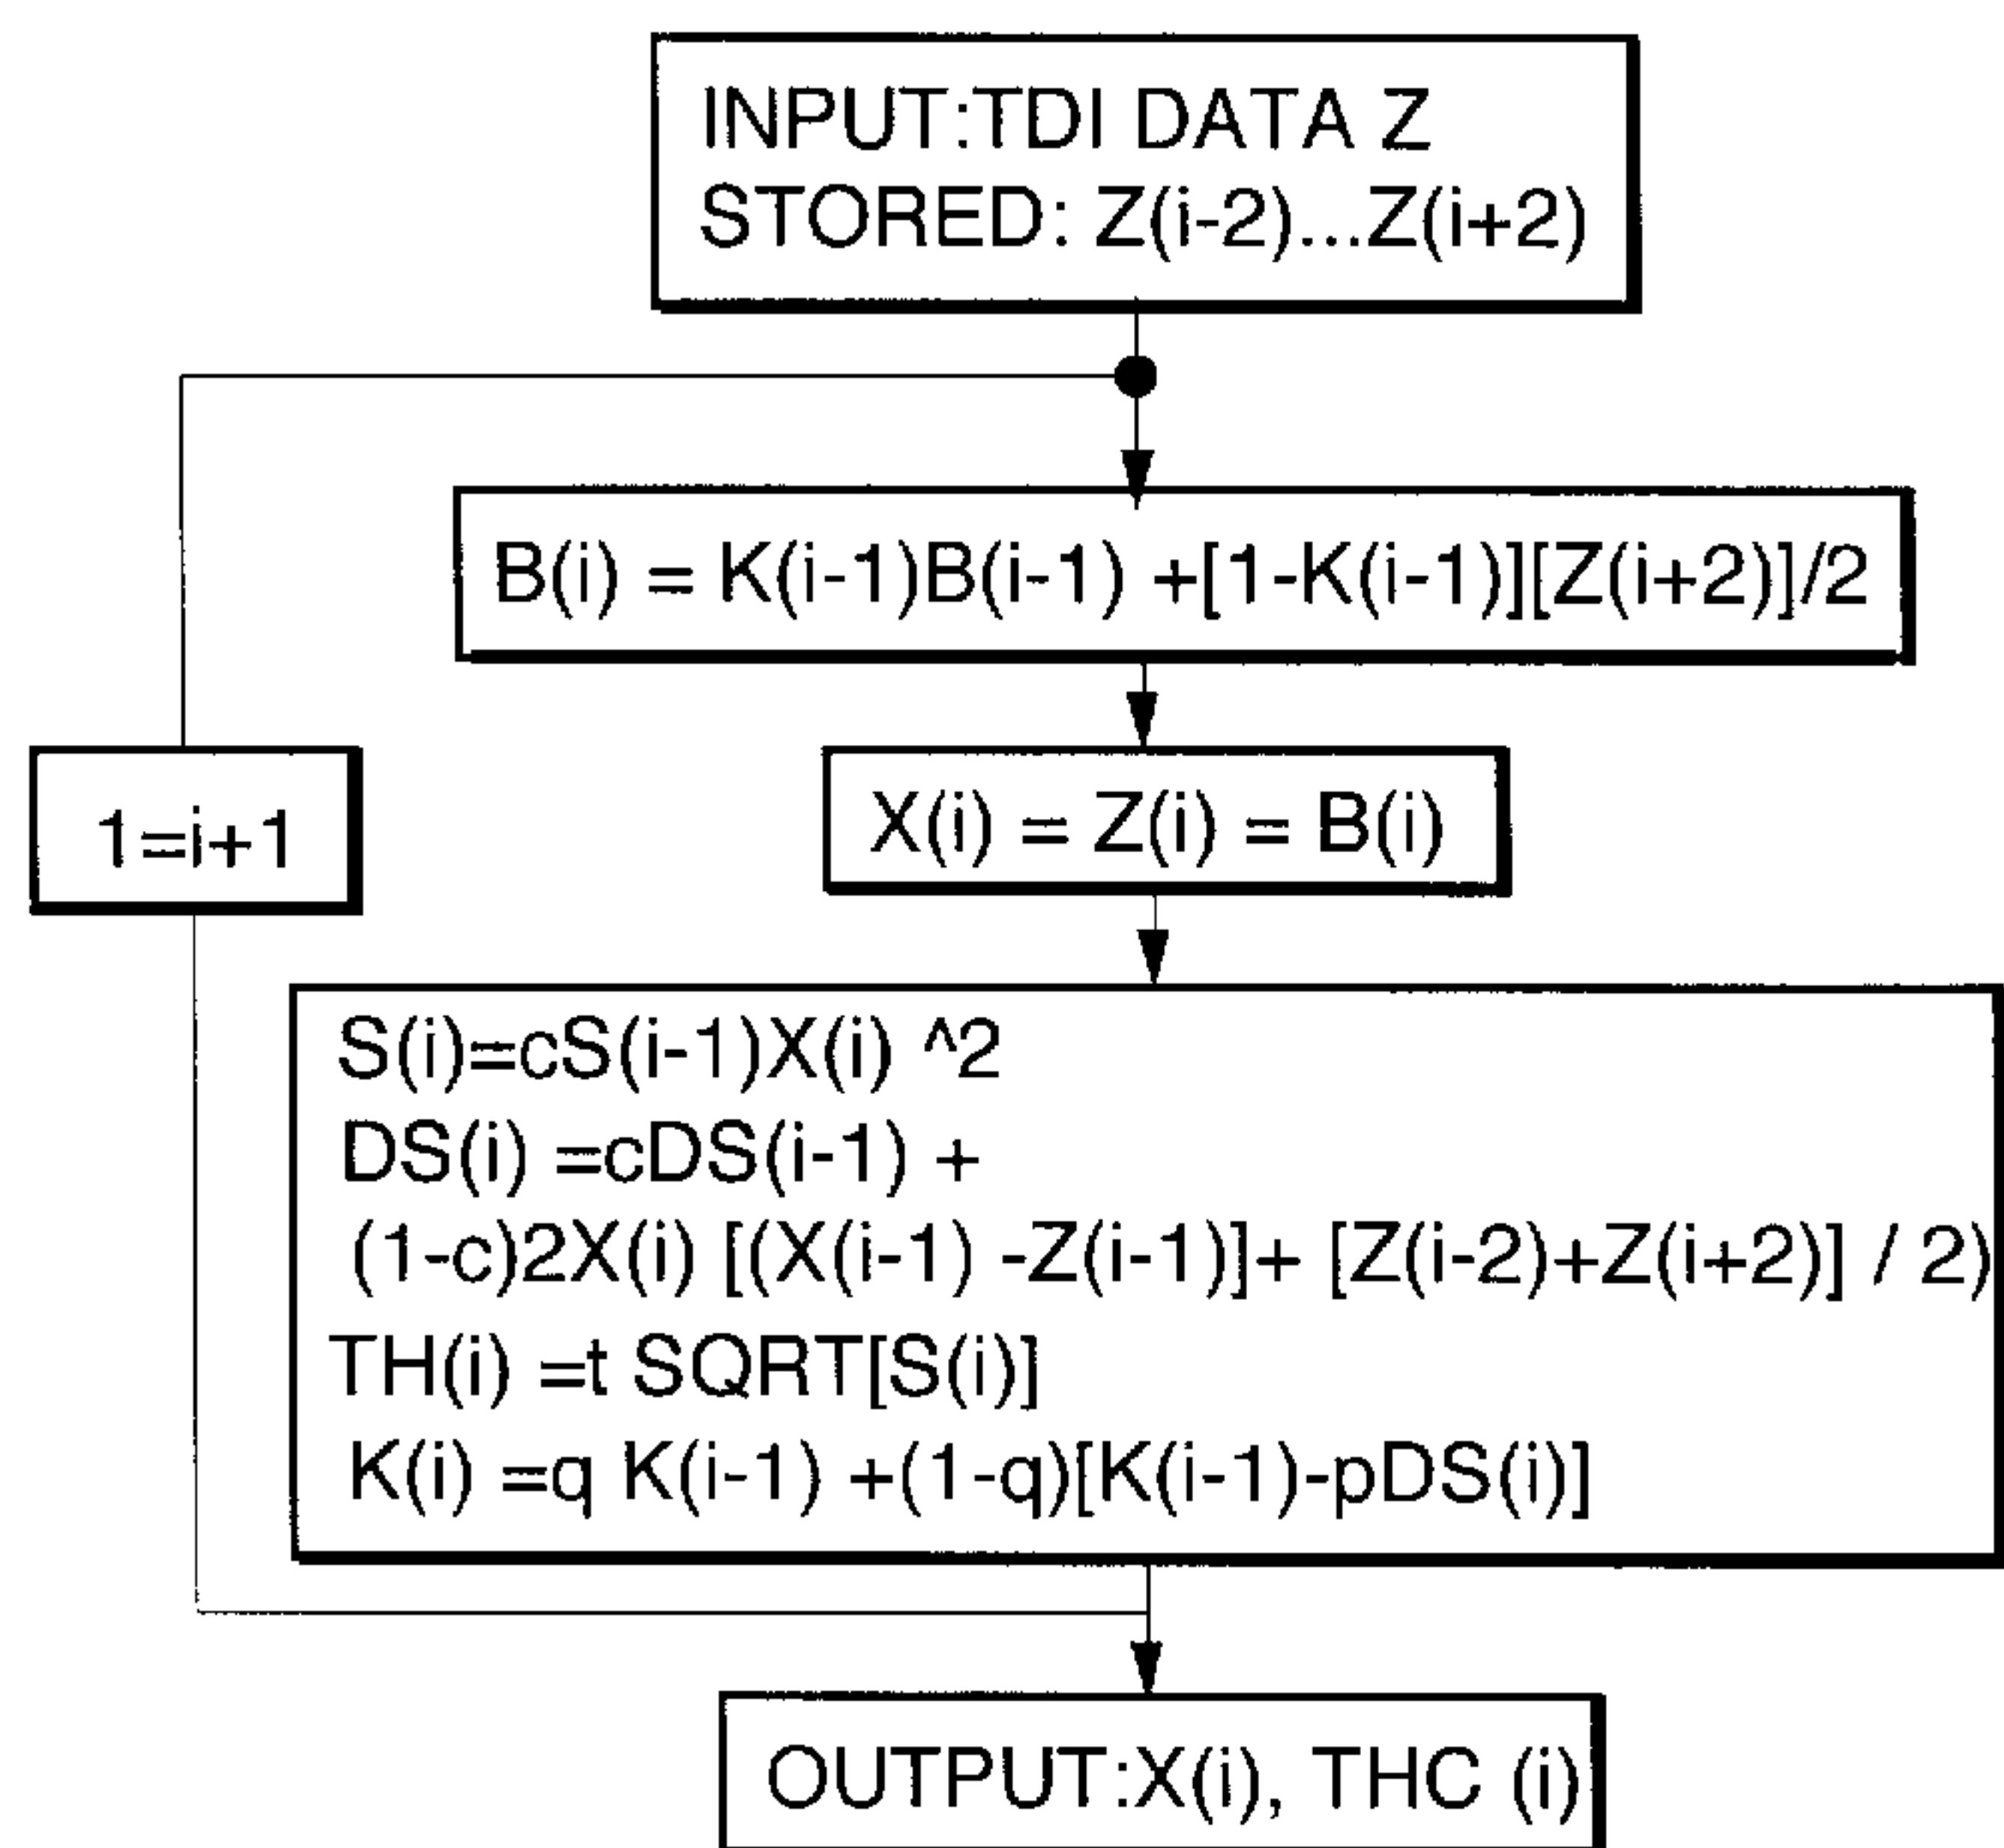 INPUT:TDI DATA Z
STORED: Z(i-2)...Z(i+2)
B(i) = K(i-1)B(i-1) +[1-K(i-1)][Z(i+2)]/2
1=i+1
X(i) = Z(i) = B(i)
S(i)=cS(i-1)X(i) ^2
DS(i) =cDS(i-1) +
(1-c)2X(i) [(X(i-1) -Z(i-1)]+ [Z(i-2)+Z(i+2)] / 2)
TH(i) =t SQRT[S(i)]
K(i) =q K(i-1) +(1-q)[K(i-1)-pDS(i)]
OUTPUT:X(i), THC (i)